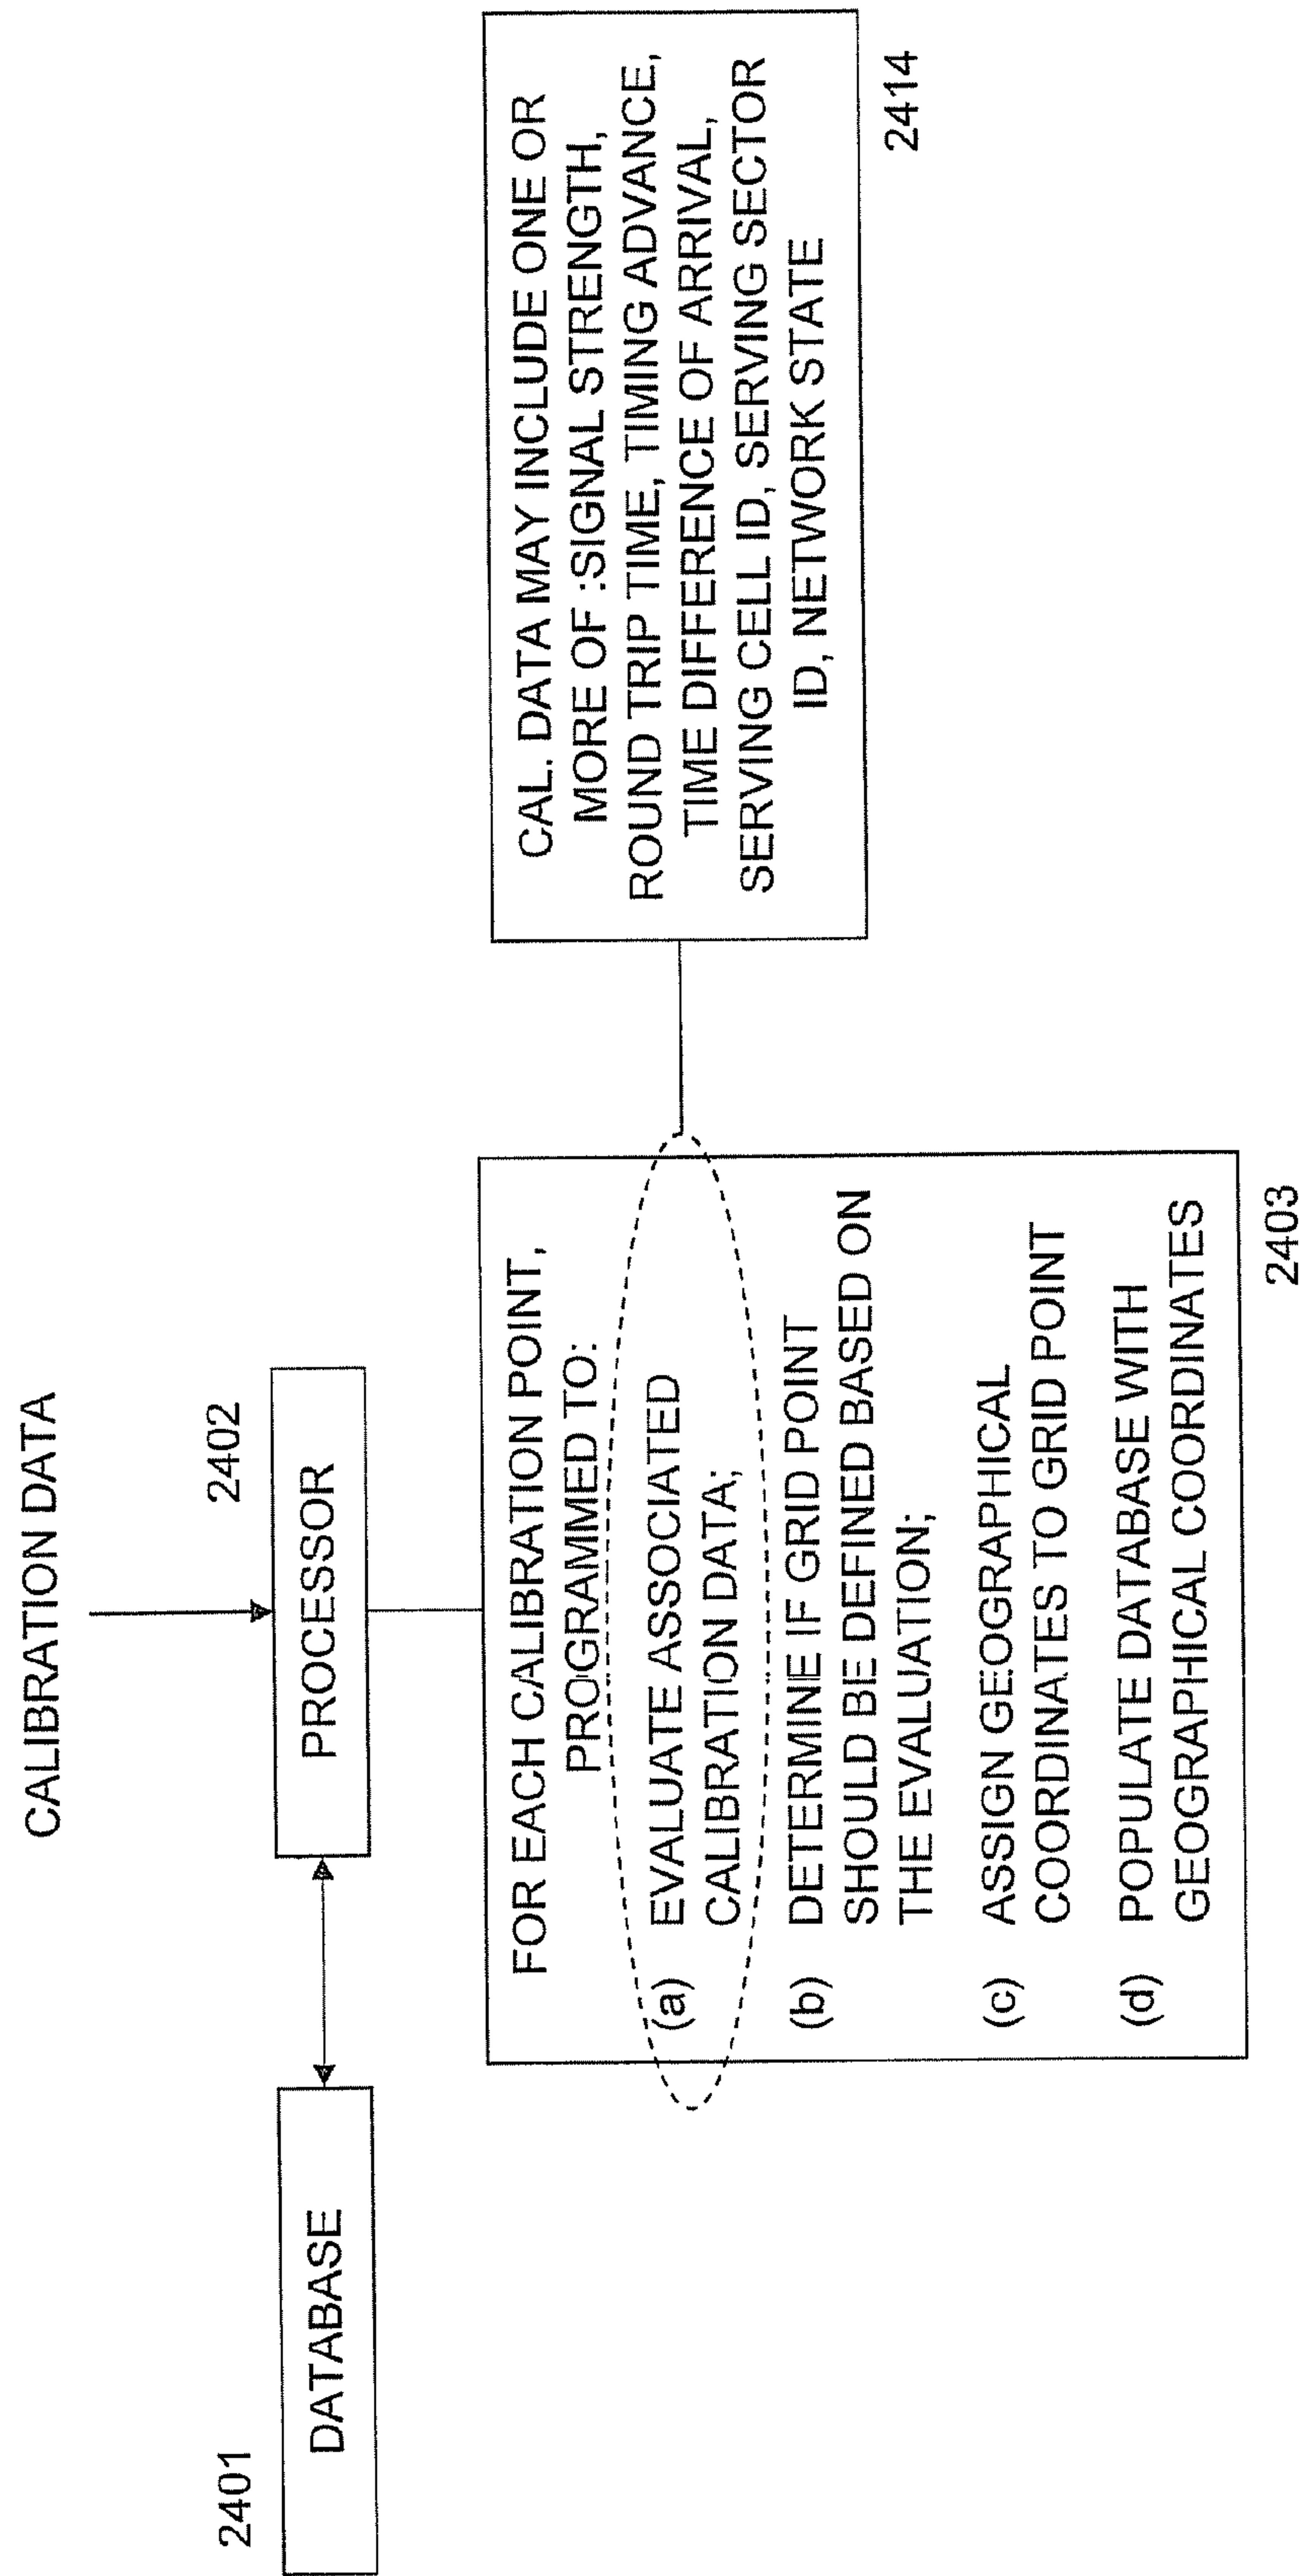 CALIBRATION DATA
2401
2402
DATABASE
PROCESSOR
FOR EACH CALIBRATION POINT,
PROGRAMMED TO:
(a) EVALUATE ASSOCIATED
CALIBRATION DATA;
(b) DETERMINE IF GRID POINT
SHOULD BE DEFINED BASED ON
THE EVALUATION;
(c) ASSIGN GEOGRAPHICAL
COORDINATES TO GRID POINT
(d) POPULATE DATABASE WITH
GEOGRAPHICAL COORDINATES
2403
CAL. DATA MAY INCLUDE ONE OR
MORE OF :SIGNAL STRENGTH,
ROUND TRIP TIME, TIMING ADVANCE,
TIME DIFFERENCE OF ARRIVAL,
SERVING CELL ID, SERVING SECTOR
ID, NETWORK STATE
2414